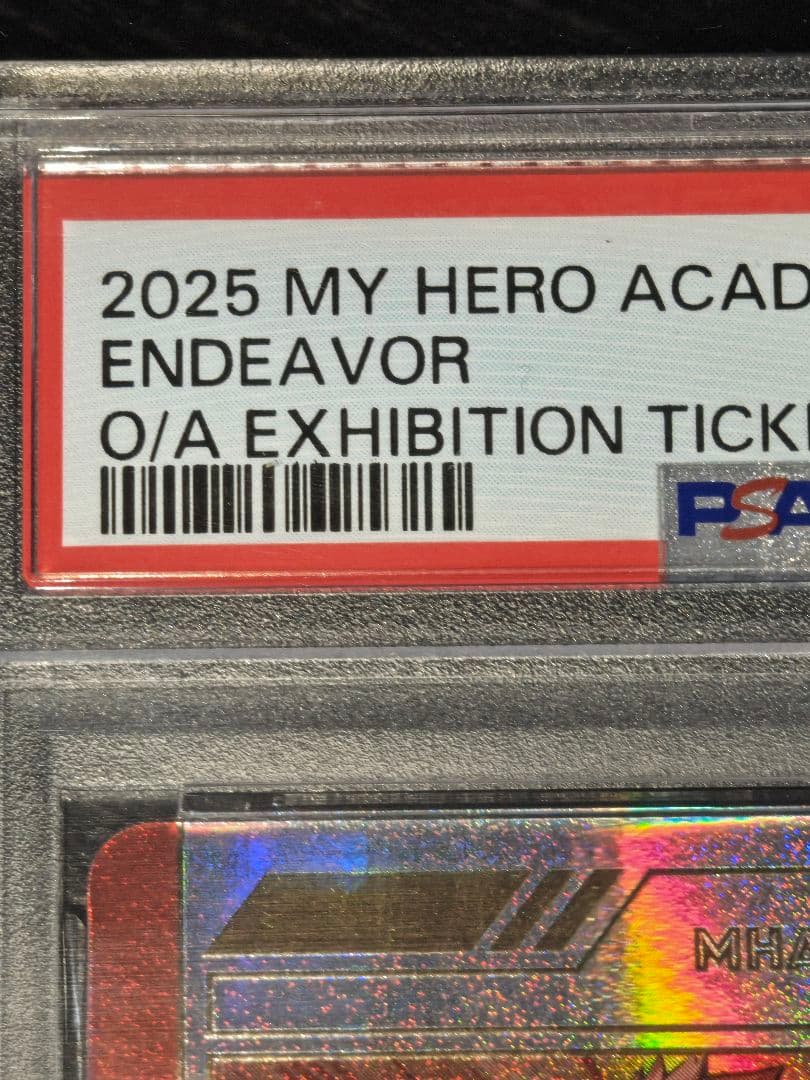 2025 MY HERO ACAD
ENDEAVOR
O/A EXHIBITION TICK
PSA
MHA